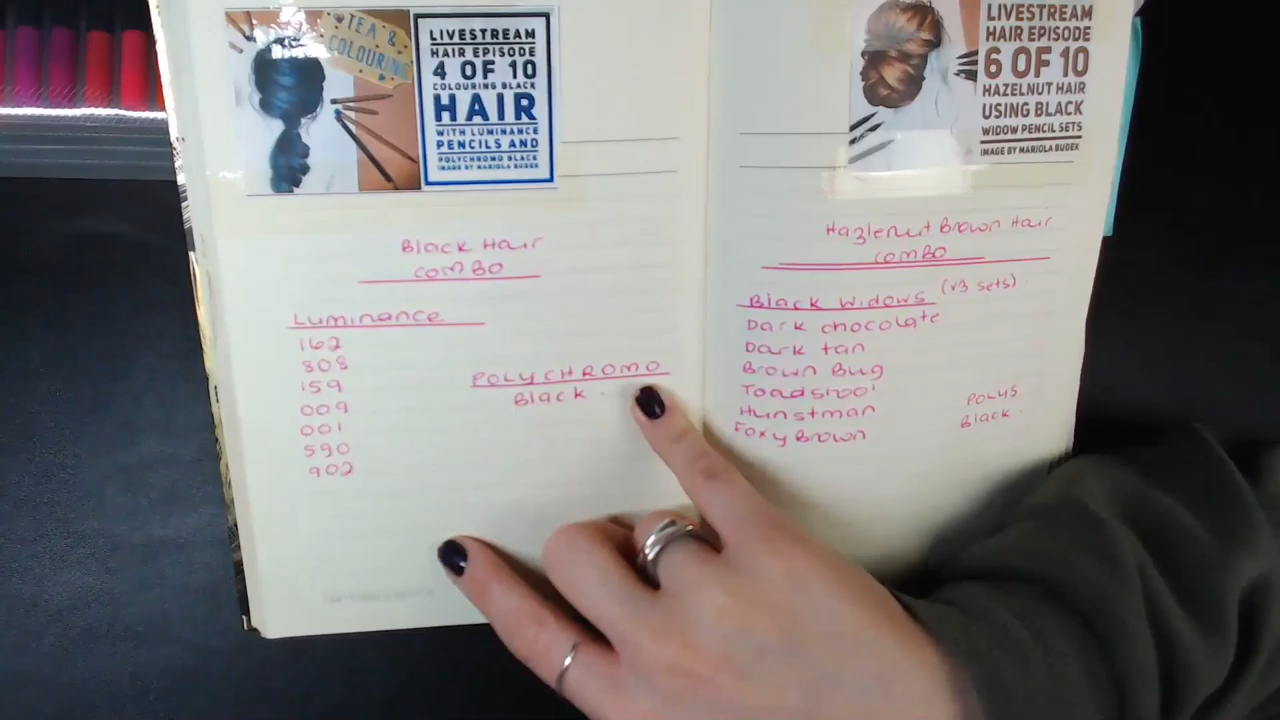 TEA &
COLOURING
LIVESTREAM
HAIR EPISODE
4 OF 10
COLOURING BLACK
HAIR
WITH LUMINANCE
PENCILS AND
POLYCHROMO BLACK
IMAGE BY MARIOLA BUDEK
Black Hair
combo
Luminance
162
808
159
009
001
590
902
POLYCHROMO
Black.
LIVESTREAM
HAIR EPISODE
6 OF 10
HAZELNUT HAIR
USING BLACK
WIDOW PENCIL SETS
IMAGE BY MARIOLA BUDEK
Hazlenut Brown Hair
combo
Black widows (v3 sets)
Dark chocolate
Dark tan
Brown Bug
Toadstool
Hunstman
Foxy Brown
POLYS
Black.